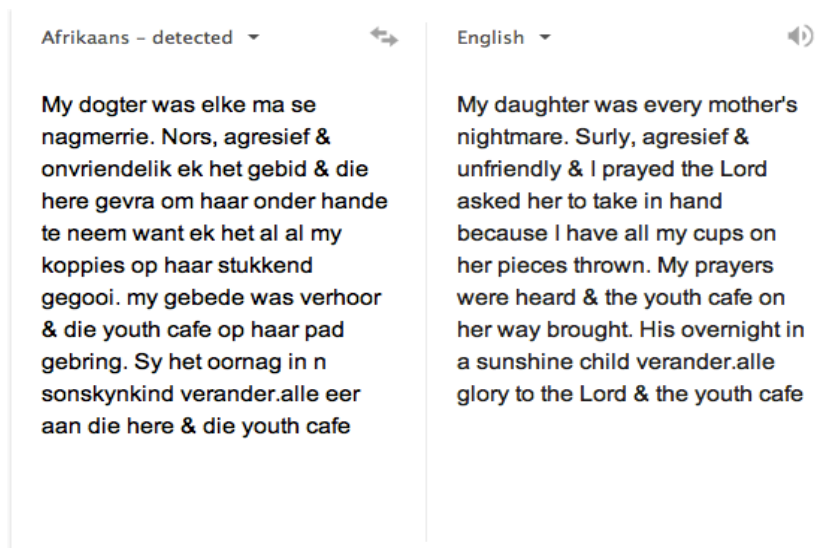 Afrikaans – detected
English
My dogter was elke ma se
nagmerrie. Nors, agresief &
onvriendelik ek het gebid & die
here gevra om haar onder hande
te neem want ek het al al my
koppies op haar stukkend
gegooi. my gebede was verhoor
& die youth cafe op haar pad
gebring. Sy het oornag in n
sonskynkind verander.alle eer
aan die here & die youth cafe
My daughter was every mother's
nightmare. Surly, agresief &
unfriendly & I prayed the Lord
asked her to take in hand
because I have all my cups on
her pieces thrown. My prayers
were heard & the youth cafe on
her way brought. His overnight in
a sunshine child verander.alle
glory to the Lord & the youth cafe